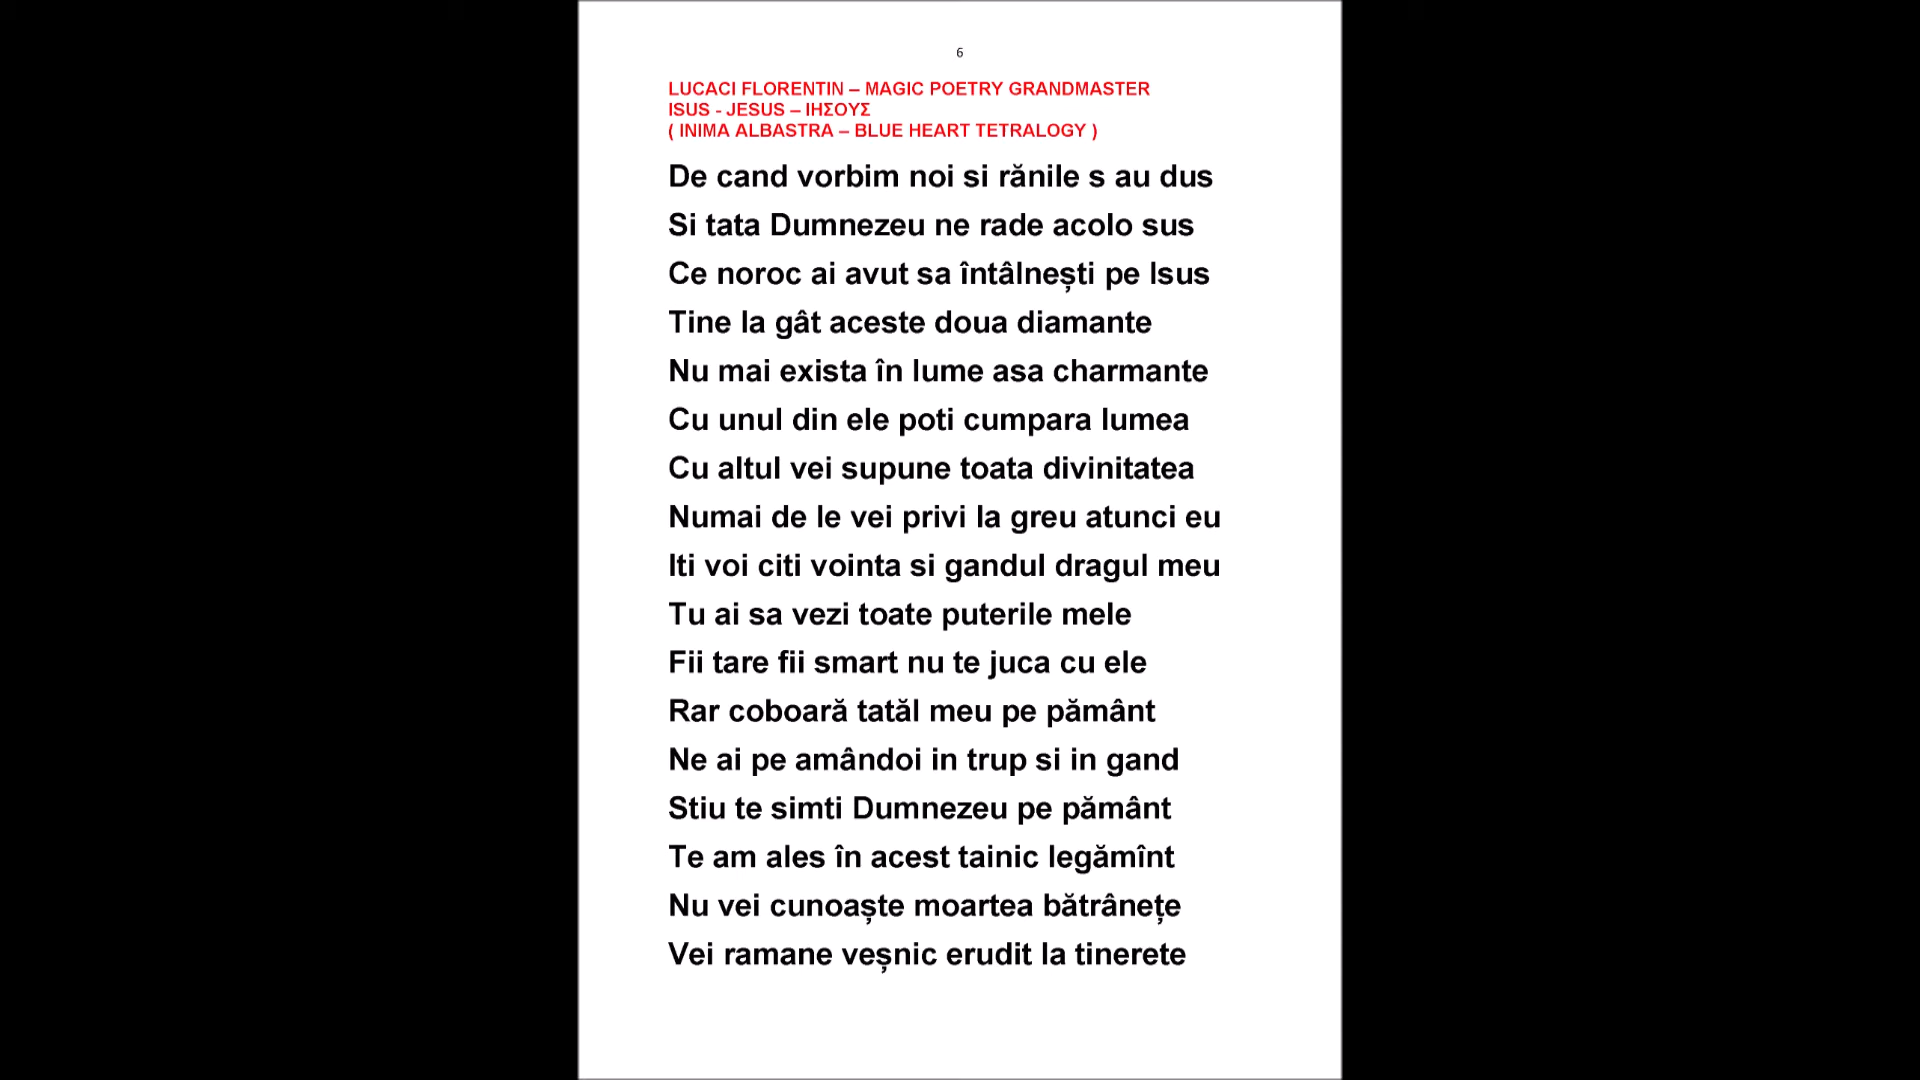 6
LUCACI FLORENTIN – MAGIC POETRY GRANDMASTER
ISUS - JESUS – ΙΗΣΟΥΣ
( INIMA ALBASTRA – BLUE HEART TETRALOGY )
De cand vorbim noi si rănile s au dus
Si tata Dumnezeu ne rade acolo sus
Ce noroc ai avut sa întâlnești pe Isus
Tine la gât aceste doua diamante
Nu mai exista în lume asa charmante
Cu unul din ele poti cumpara lumea
Cu altul vei supune toata divinitatea
Numai de le vei privi la greu atunci eu
Iti voi citi vointa si gandul dragul meu
Tu ai sa vezi toate puterile mele
Fii tare fii smart nu te juca cu ele
Rar coboară tatăl meu pe pământ
Ne ai pe amândoi in trup si in gand
Stiu te simti Dumnezeu pe pământ
Te am ales în acest tainic legămînt
Nu vei cunoaște moartea bătrânețe
Vei ramane veșnic erudit la tinerete